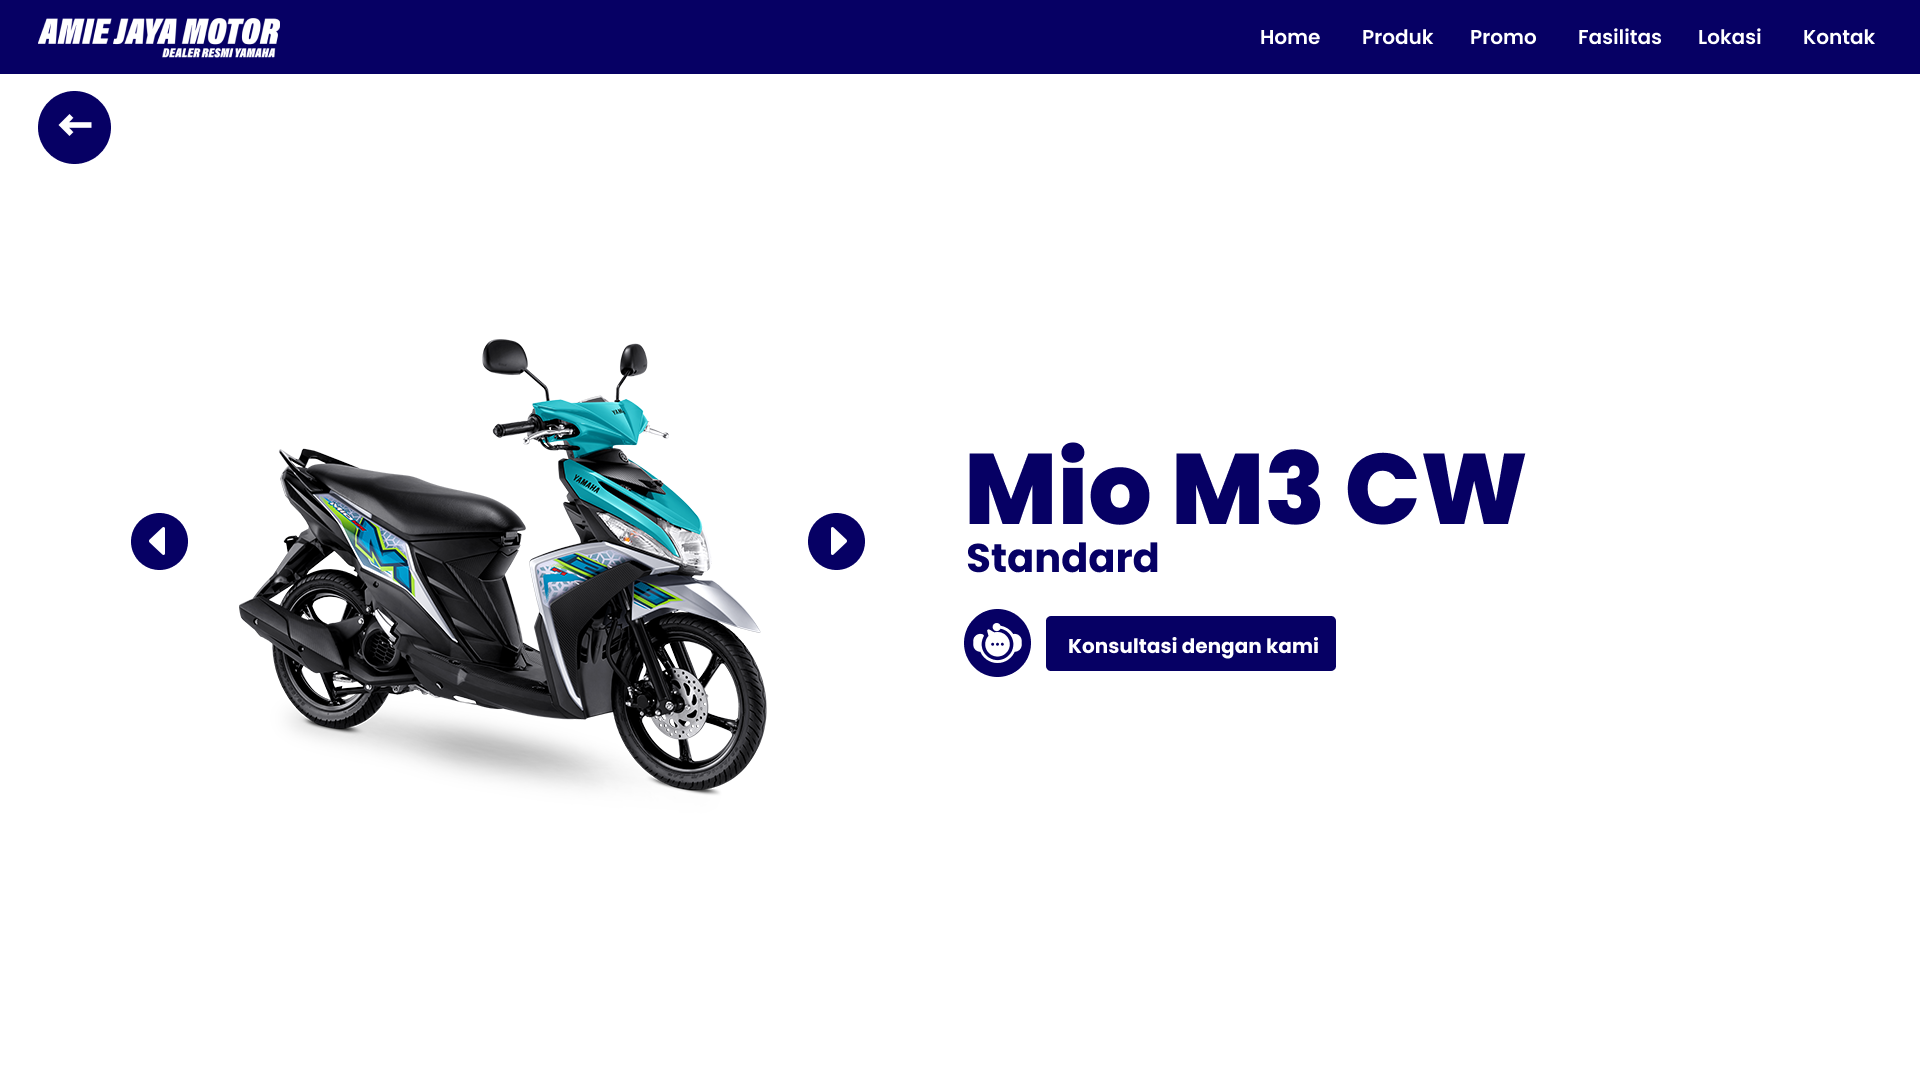 AMIE JAYA MOTOR
DEALER RESMI YAMAHA
Home Produk Promo Fasilitas Lokasi Kontak
YAMAHA
Mio M3 CW
Standard
Konsultasi dengan kami